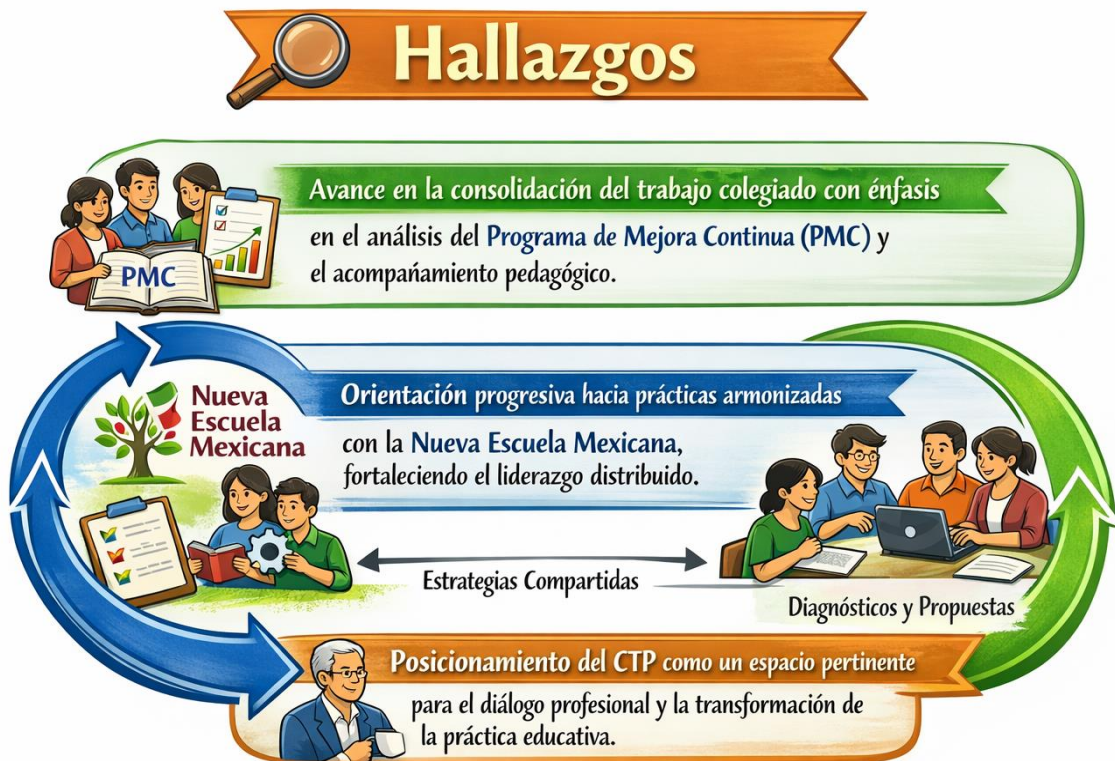 Hallazgos
Avance en la consolidación del trabajo colegiado con énfasis
en el análisis del Programa de Mejora Continua (PMC) y
el acompañamiento pedagógico.
PMC
Nueva
Escuela
Mexicana
Orientación progresiva hacia prácticas armonizadas
con la Nueva Escuela Mexicana,
fortaleciendo el liderazgo distribuido.
Estrategias Compartidas
Diagnósticos y Propuestas
Posicionamiento del CTP como un espacio pertinente
para el diálogo profesional y la transformación de
la práctica educativa.